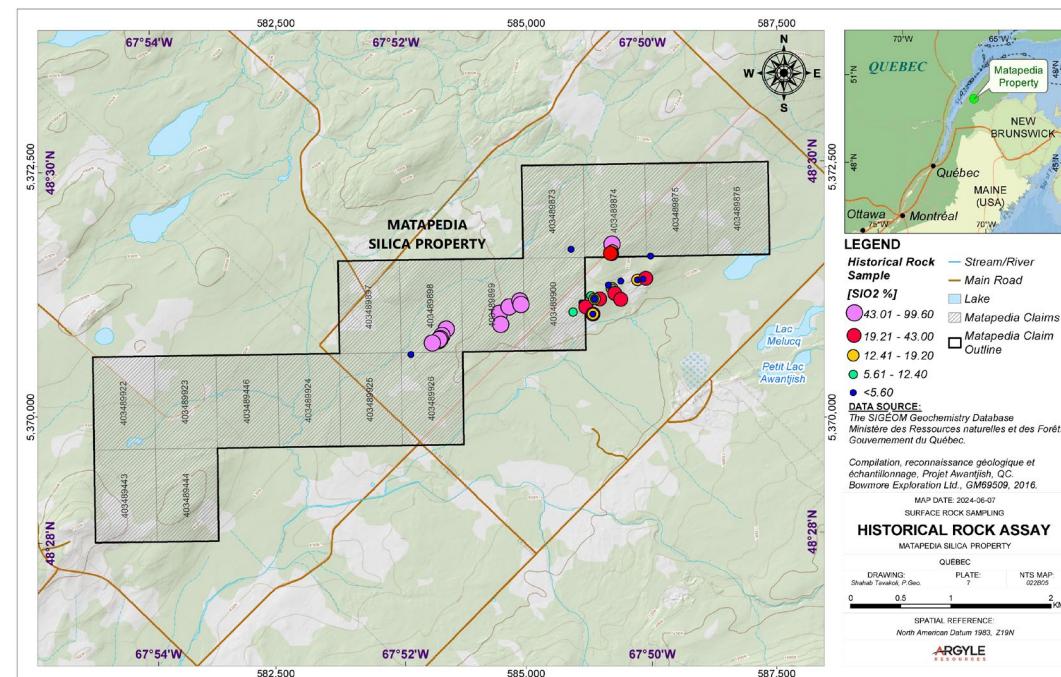 582,500
585,000
587,500
67°54'W
67°52'W
67°50'W
N
W
E
S
5,372,500
48°30'N
48°30'N
5,372,500
MATAPEDIA
SILICA PROPERTY
403489873
403489874
403489875
403489876
403489897
403489898
403489899
403489900
403489922
403489923
403489446
403489924
403489925
403489926
403489443
403489444
Lac
Melucq
Petit Lac
Awantjish
5,370,000
5,370,000
48°28'N
48°28'N
67°54'W
67°52'W
67°50'W
582,500
585,000
587,500
70°W
65°W
51°N
48°N
QUEBEC
Matapedia
Property
NEW
BRUNSWICK
48°N
45°N
Québec
MAINE
(USA)
Ottawa
Montréal
75°W
70°W
LEGEND
Historical Rock
Sample
[SIO2 %]
43.01 - 99.60
19.21 - 43.00
12.41 - 19.20
5.61 - 12.40
<5.60
Stream/River
Main Road
Lake
Matapedia Claims
Matapedia Claim
Outline
DATA SOURCE:
The SIGÉOM Geochemistry Database
Ministère des Ressources naturelles et des Forêt
Gouvernement du Québec.
Compilation, reconnaissance géologique et
échantillonnage, Projet Awantjish, QC.
Bowmore Exploration Ltd., GM69509, 2016.
MAP DATE: 2024-06-07
SURFACE ROCK SAMPLING
HISTORICAL ROCK ASSAY
MATAPEDIA SILICA PROPERTY
QUÉBEC
DRAWING:
Shahab Tavakoli, P.Geo.
PLATE:
7
NTS MAP:
022B05
0 0.5 1 2
KM
SPATIAL REFERENCE:
North American Datum 1983, Z19N
ARGYLE
RESOURCES